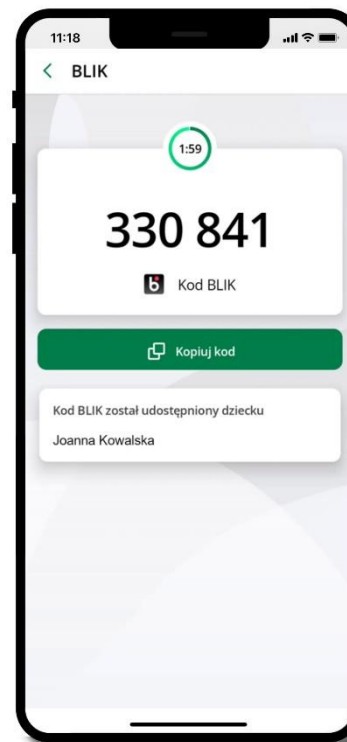 11:18
BLIK
1:59
330 841
Kod BLIK
Kopiuj kod
Kod BLIK został udostępniony dziecku
Joanna Kowalska